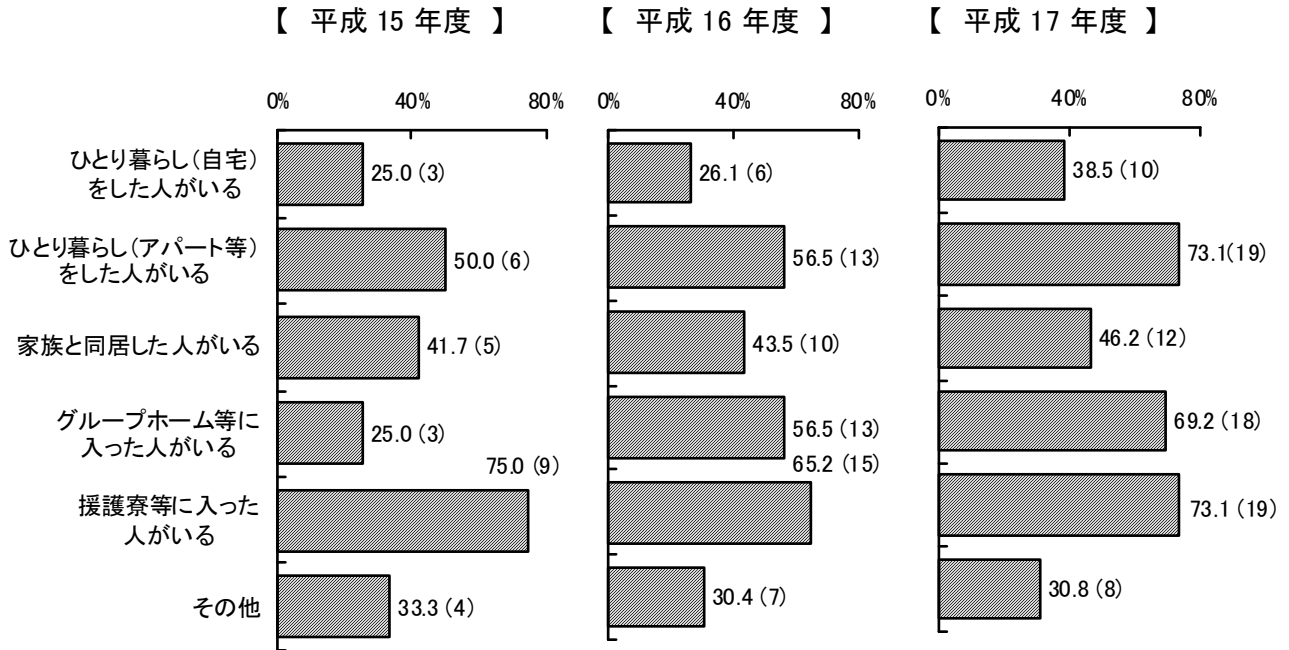 【 平成 15 年度 】
【 平成 16 年度 】
【 平成 17 年度 】
0% 40% 80%
0% 40% 80%
0% 40% 80%
ひとり暮らし(自宅)
をした人がいる
25.0 (3)
26.1 (6)
38.5 (10)
ひとり暮らし(アパート等)
をした人がいる
50.0 (6)
56.5 (13)
73.1(19)
家族と同居した人がいる
41.7 (5)
43.5 (10)
46.2 (12)
グループホーム等に
入った人がいる
25.0 (3)
56.5 (13)
69.2 (18)
援護寮等に入った
人がいる
75.0 (9)
65.2 (15)
73.1 (19)
その他
33.3 (4)
30.4 (7)
30.8 (8)